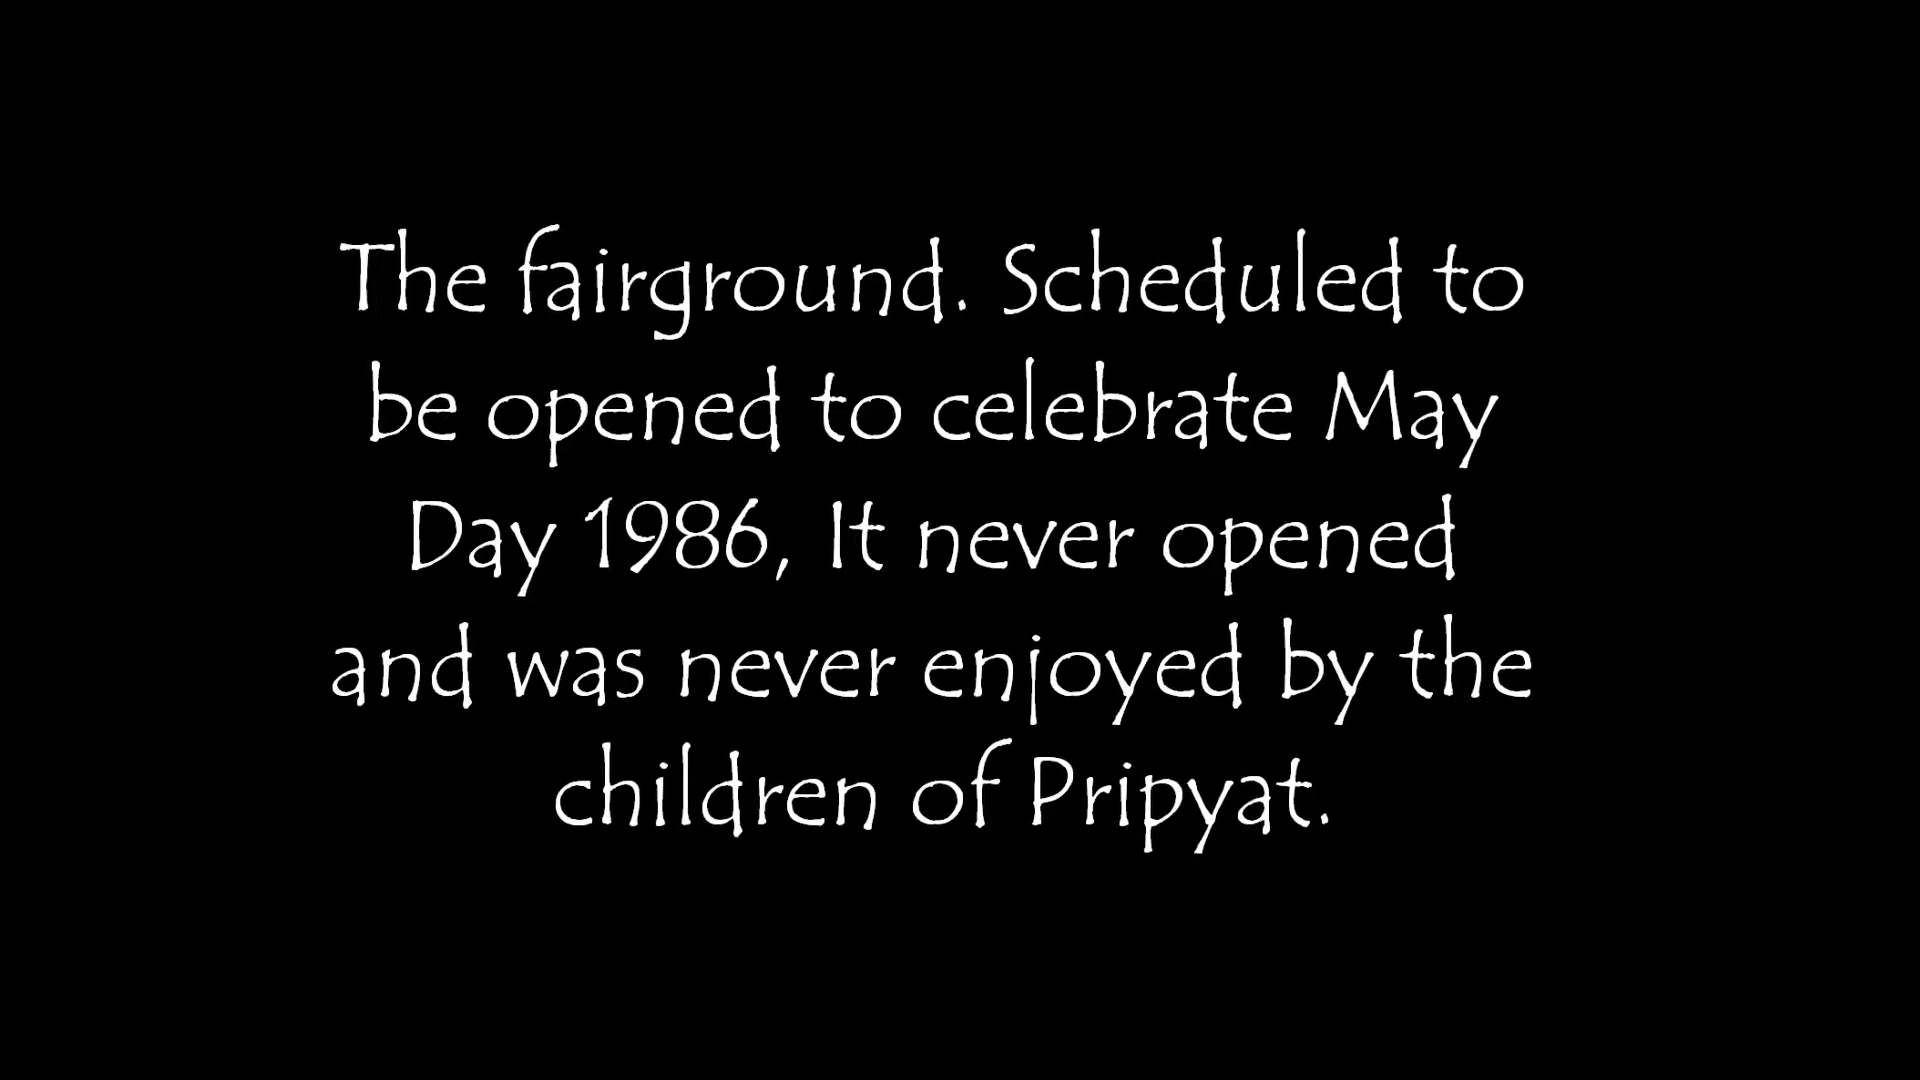 The fairground. Scheduled to
be opened to celebrate May
Day 1986, It never opened
and was never enjoyed by the
children of Pripyat.